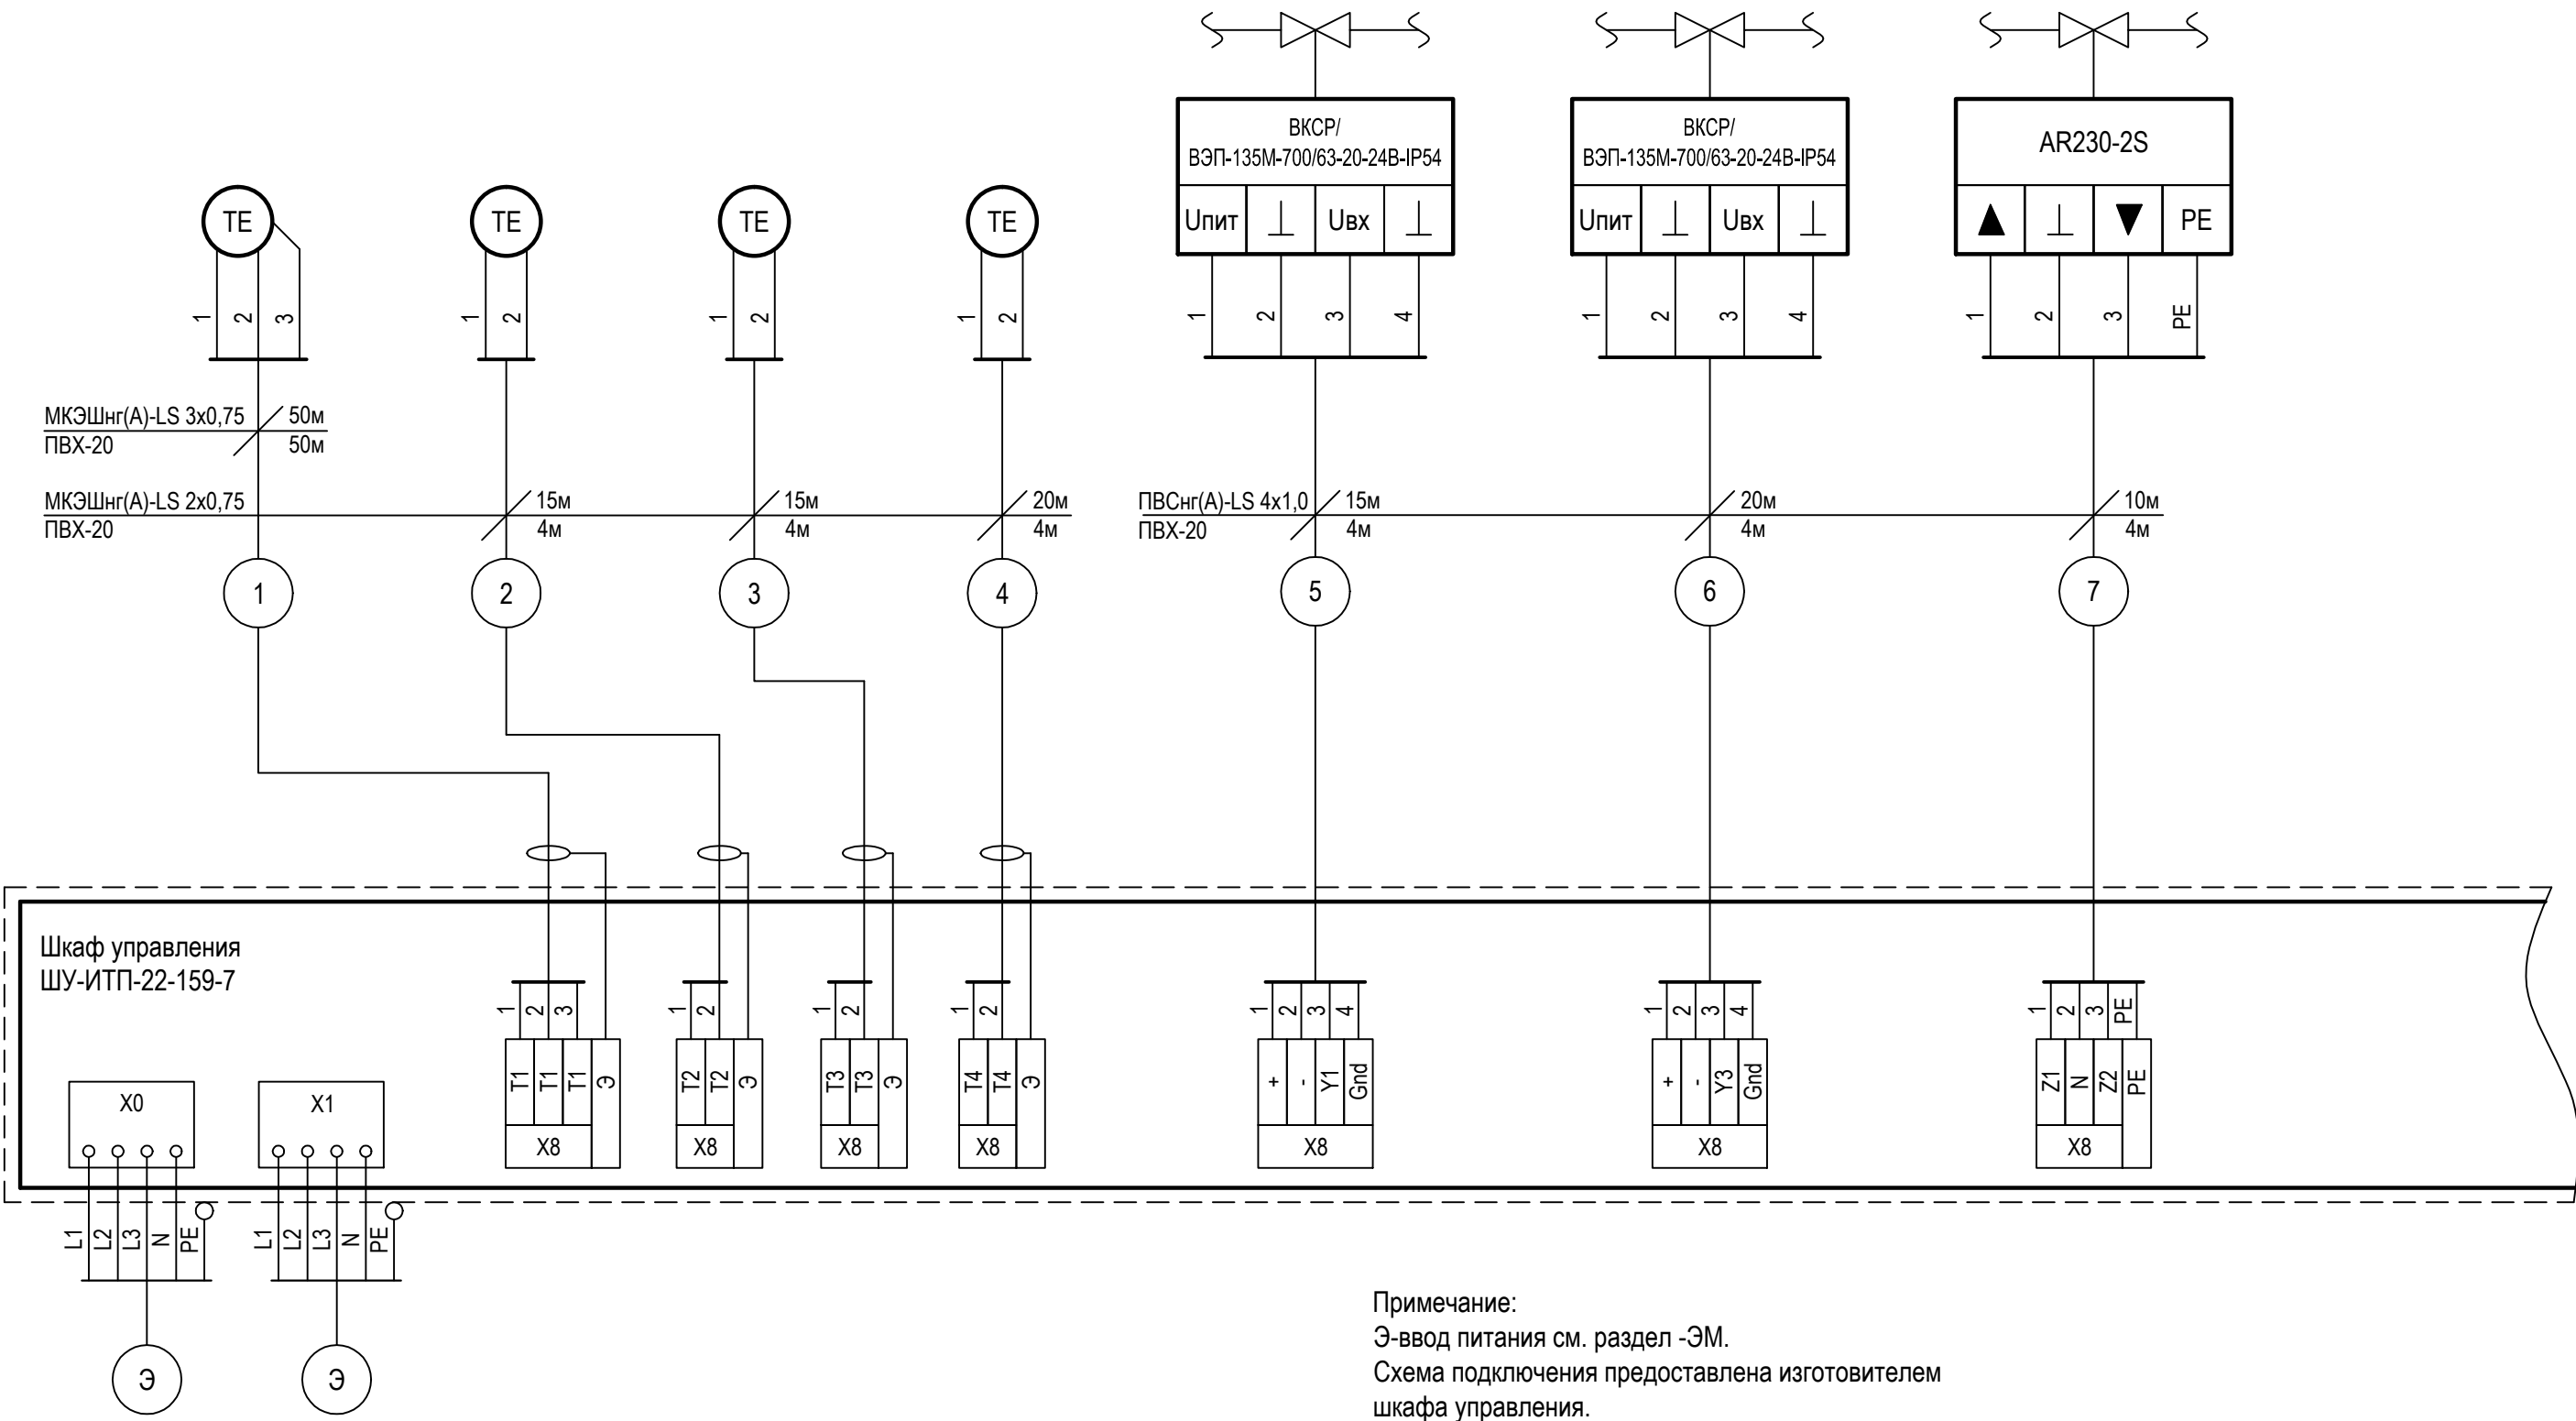 ВКСР/
ВЭП-135М-700/63-20-24В-IP54
ВКСР/
ВЭП-135М-700/63-20-24В-IP54
AR230-2S
TE
TE
TE
TE
Uпит ⊥ Uвх ⊥
Uпит ⊥ Uвх ⊥
▲ ⊥ ▼ PE
1 2 3
1 2
1 2
1 2
1 2 3 4
1 2 3 4
1 2 3 PE
МКЭШнг(А)-LS 3х0,75 50м
ПВХ-20 50м
МКЭШнг(А)-LS 2х0,75 15м 15м 20м
ПВХ-20 4м 4м 4м
ПВСнг(А)-LS 4х1,0 15м 20м 10м
ПВХ-20 4м 4м 4м
1 2 3 4 5 6 7
Шкаф управления
ШУ-ИТП-22-159-7
1 2 3
1 2
1 2
1 2
1 2 3 4
1 2 3 4
1 2 3 PE
T1 T1 T1 Э
T2 T2 Э
T3 T3 Э
T4 T4 Э
+ - Y1 Gnd
+ - Y3 Gnd
Z1 N Z2 PE
X0 X1
X8 X8 X8 X8 X8 X8 X8
L1 L2 L3 N PE
L1 L2 L3 N PE
Э Э
Примечание:
Э-ввод питания см. раздел -ЭМ.
Схема подключения предоставлена изготовителем
шкафа управления.